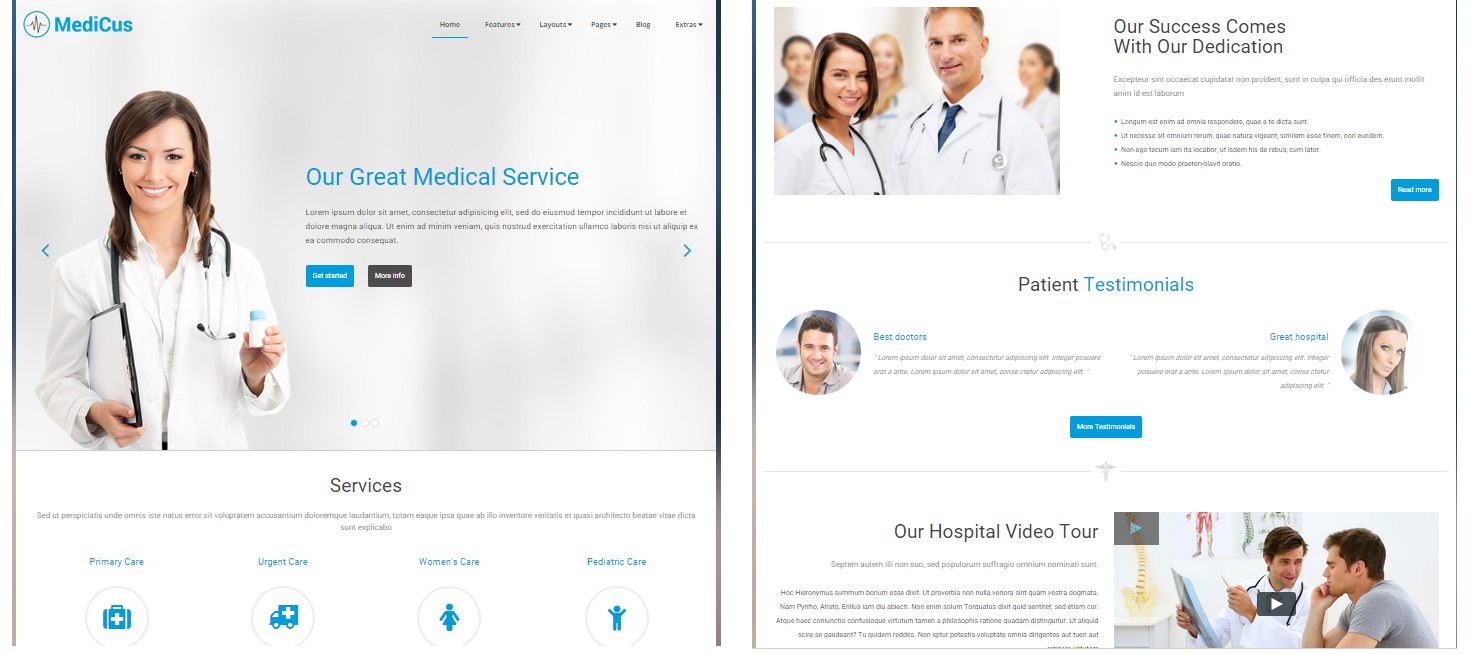 MediCus
Home Features Layouts Pages Blog Extras
Our Great Medical Service
Lorem ipsum dolor sit amet, consectetur adipisicing elit, sed do eiusmod tempor incididunt ut labore et
dolore magna aliqua. Ut enim ad minim veniam, quis nostrud exercitation ullamco laboris nisi ut aliquip ex
ea commodo consequat.
Get started More info
Services
Sed ut perspiciatis unde omnis iste natus error sit voluptatem accusantium doloremque laudantium, totam eaque ipsa quae ab illo inventore veritatis et quasi architecto beatae vitae dicta
sunt explicabo
Primary Care Urgent Care Women's Care Pediatric Care
Our Success Comes
With Our Dedication
Excepteur sint occaecat cupidatat non proident, sunt in culpa qui officia des erunt mollit
anim id est laborum
Longum est enim ad omnia respondere, quae a te dicta sunt.
Ut necesse sit omnium rerum, quae natura vigeant, similem esse finem, non eundem.
Non ego tecum iam ita iocabor, ut isdem his de rebus, cum lator.
Nescio quo modo praetervolavit oratio.
Read more
Patient Testimonials
Best doctors
" Lorem ipsum dolor sit amet, consectetur adipiscing elit. Integer posuere
erat a ante. Lorem ipsum dolor sit amet, conse ctetur adipiscing elit. "
Great hospital
" Lorem ipsum dolor sit amet, consectetur adipiscing elit. Integer
posuere erat a ante. Lorem ipsum dolor sit amet, conse ctetur
adipiscing elit. "
More Testimonials
Our Hospital Video Tour
Septem autem illi non suo, sed populorum suffragio omnium nominati sunt.
Hoc Hieronymus summum bonum esse dixit. Ut proverbia non nulla veriora sint quam vestra dogmata.
Nam Pyrrho, Aristo, Erillus iam diu abiecti. Non enim solum Torquatus dixit quid sentiret, sed etiam cur.
Atque haec coniunctio confusioque virtutum tamen a philosophis ratione quadam distinguitur. Ut aliquid
scire se gaudeant? Tu quidem reddes. Non igitur potestis voluptate omnia dirigentes aut tueri aut